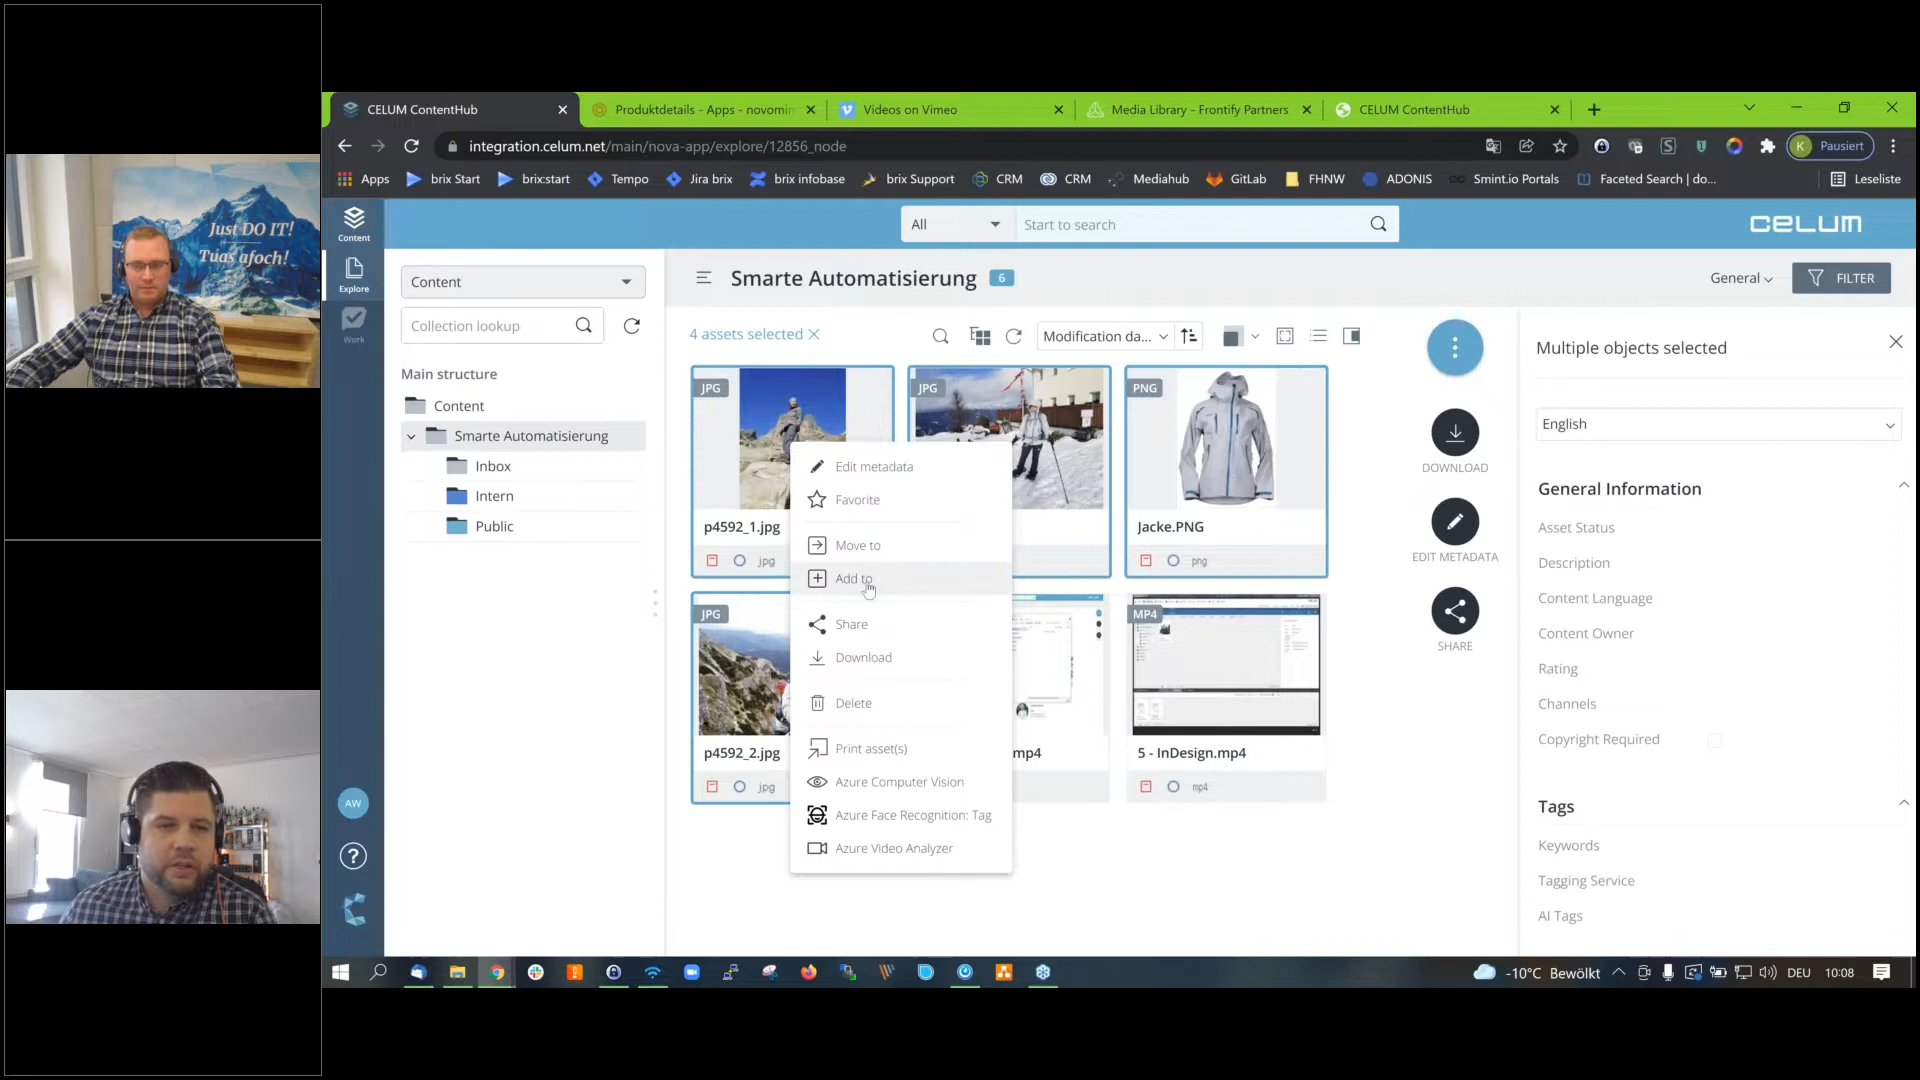 Just DO IT!
Tuas afoch!
CELUM ContentHub
Produktdetails - Apps - novomin
Videos on Vimeo
Media Library - Frontify Partners
CELUM ContentHub
integration.celum.net/main/nova-app/explore/12856_node
K Pausiert
Apps
brix Start
brix:start
Tempo
Jira brix
brix infobase
brix Support
CRM
CRM
Mediahub
GitLab
FHNW
ADONIS
Smint.io Portals
Faceted Search | do...
Leseliste
Content
Explore
Work
AW
All
Start to search
CELUM
Content
Collection lookup
Main structure
Content
Smarte Automatisierung
Inbox
Intern
Public
Smarte Automatisierung 6
General
FILTER
4 assets selected
Modification da...
JPG
p4592_1.jpg
jpg
JPG
PNG
Jacke.PNG
png
JPG
p4592_2.jpg
jpg
mp4
MP4
5 - InDesign.mp4
mp4
Edit metadata
Favorite
Move to
Add to
Share
Download
Delete
Print asset(s)
Azure Computer Vision
Azure Face Recognition: Tag
Azure Video Analyzer
DOWNLOAD
EDIT METADATA
SHARE
Multiple objects selected
English
General Information
Asset Status
Description
Content Language
Content Owner
Rating
Channels
Copyright Required
Tags
Keywords
Tagging Service
AI Tags
-10°C Bewölkt
DEU
10:08